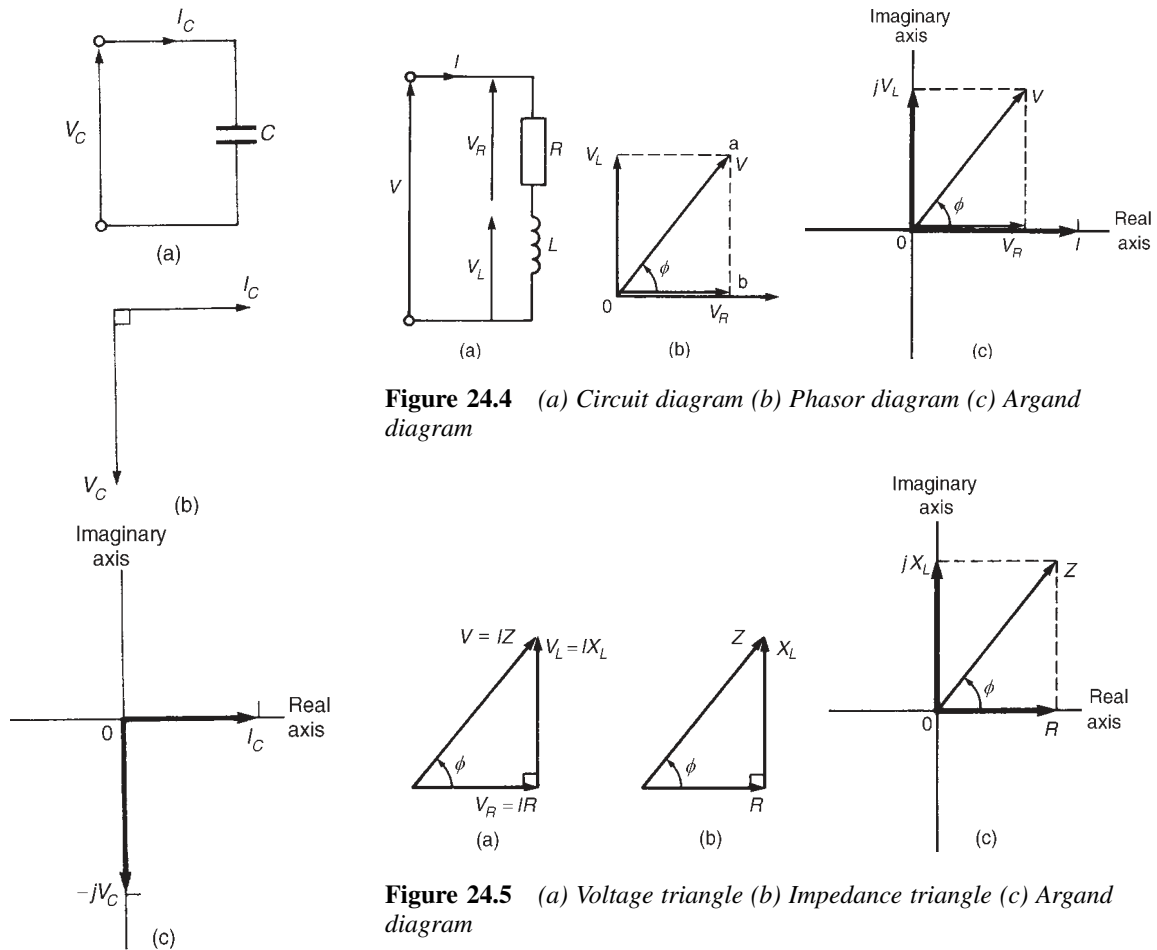 I_C
V_C
C
(a)
I_C
V_C
(b)
Imaginary
axis
0
I_C
Real
axis
−jV_C
(c)
I
V
V_R
R
V_L
L
(a)
V_L
a
V
ϕ
0
V_R
b
(b)
Imaginary
axis
jV_L
V
ϕ
0
V_R
I
Real
axis
(c)
Figure 24.4 (a) Circuit diagram (b) Phasor diagram (c) Argand
diagram
V = IZ
V_L = IX_L
ϕ
V_R = IR
(a)
Z
X_L
ϕ
R
(b)
Imaginary
axis
jX_L
Z
ϕ
0
R
Real
axis
(c)
Figure 24.5 (a) Voltage triangle (b) Impedance triangle (c) Argand
diagram